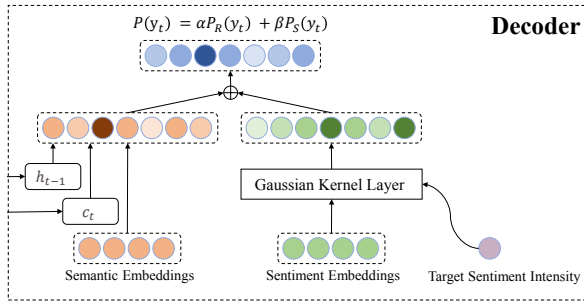 Decoder
P(y_t) = αP_R(y_t) + βP_S(y_t)
h_{t−1}
c_t
Gaussian Kernel Layer
Semantic Embeddings
Sentiment Embeddings
Target Sentiment Intensity